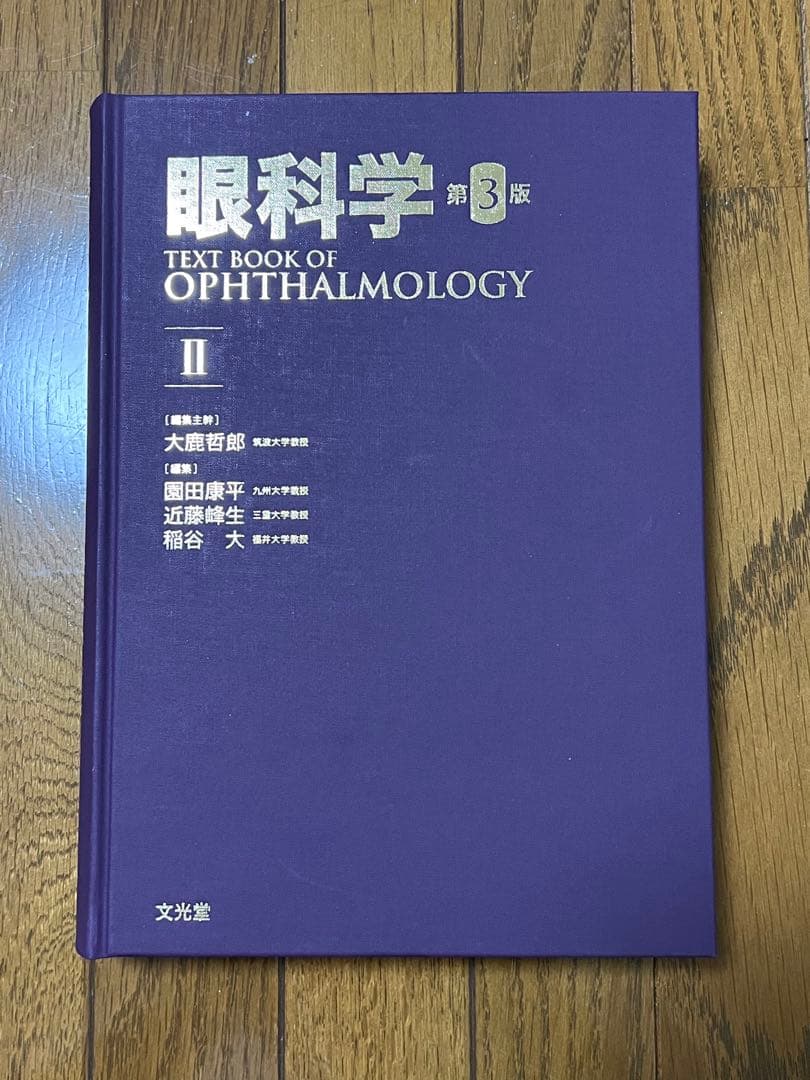 眼科学 第3版
TEXT BOOK OF
OPHTHALMOLOGY
II
[編集主幹]
大鹿哲郎 筑波大学教授
[編集]
園田康平 九州大学教授
近藤峰生 三重大学教授
稲谷 大 福井大学教授
文光堂